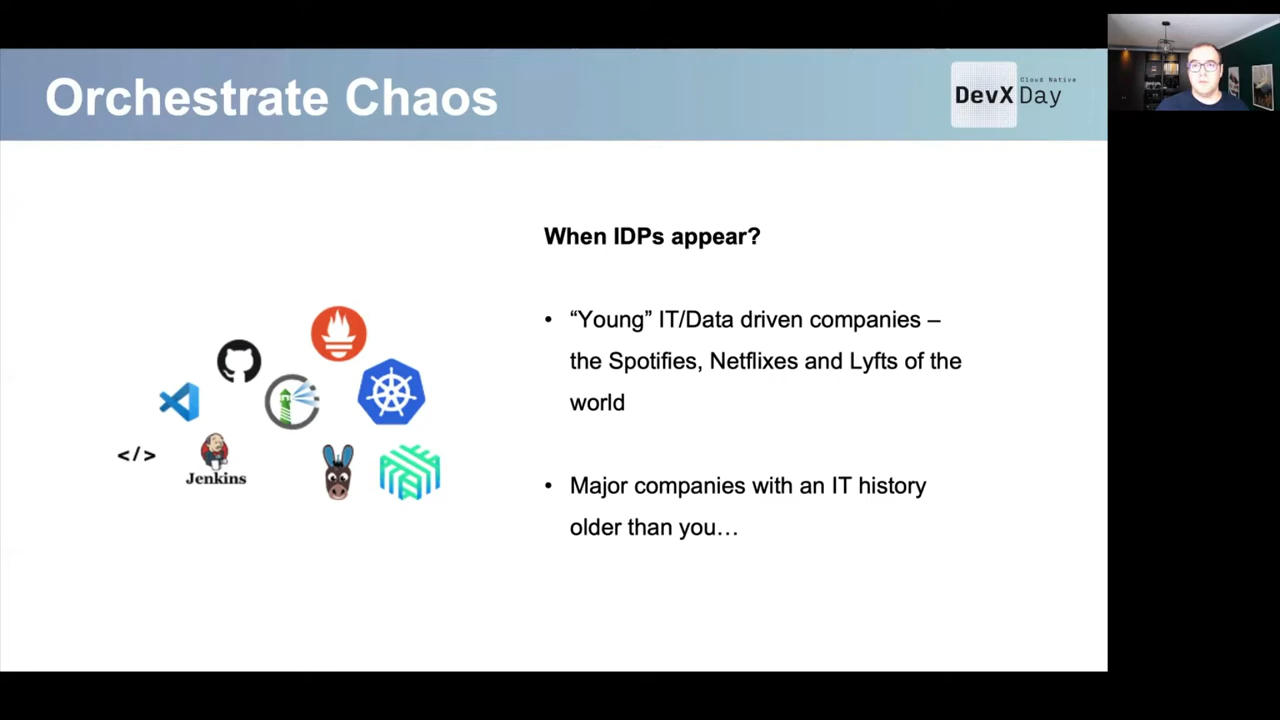 Orchestrate Chaos
Cloud Native
DevX Day
When IDPs appear?
• “Young” IT/Data driven companies –
the Spotifies, Netflixes and Lyfts of the
world
</>
Jenkins
• Major companies with an IT history
older than you…